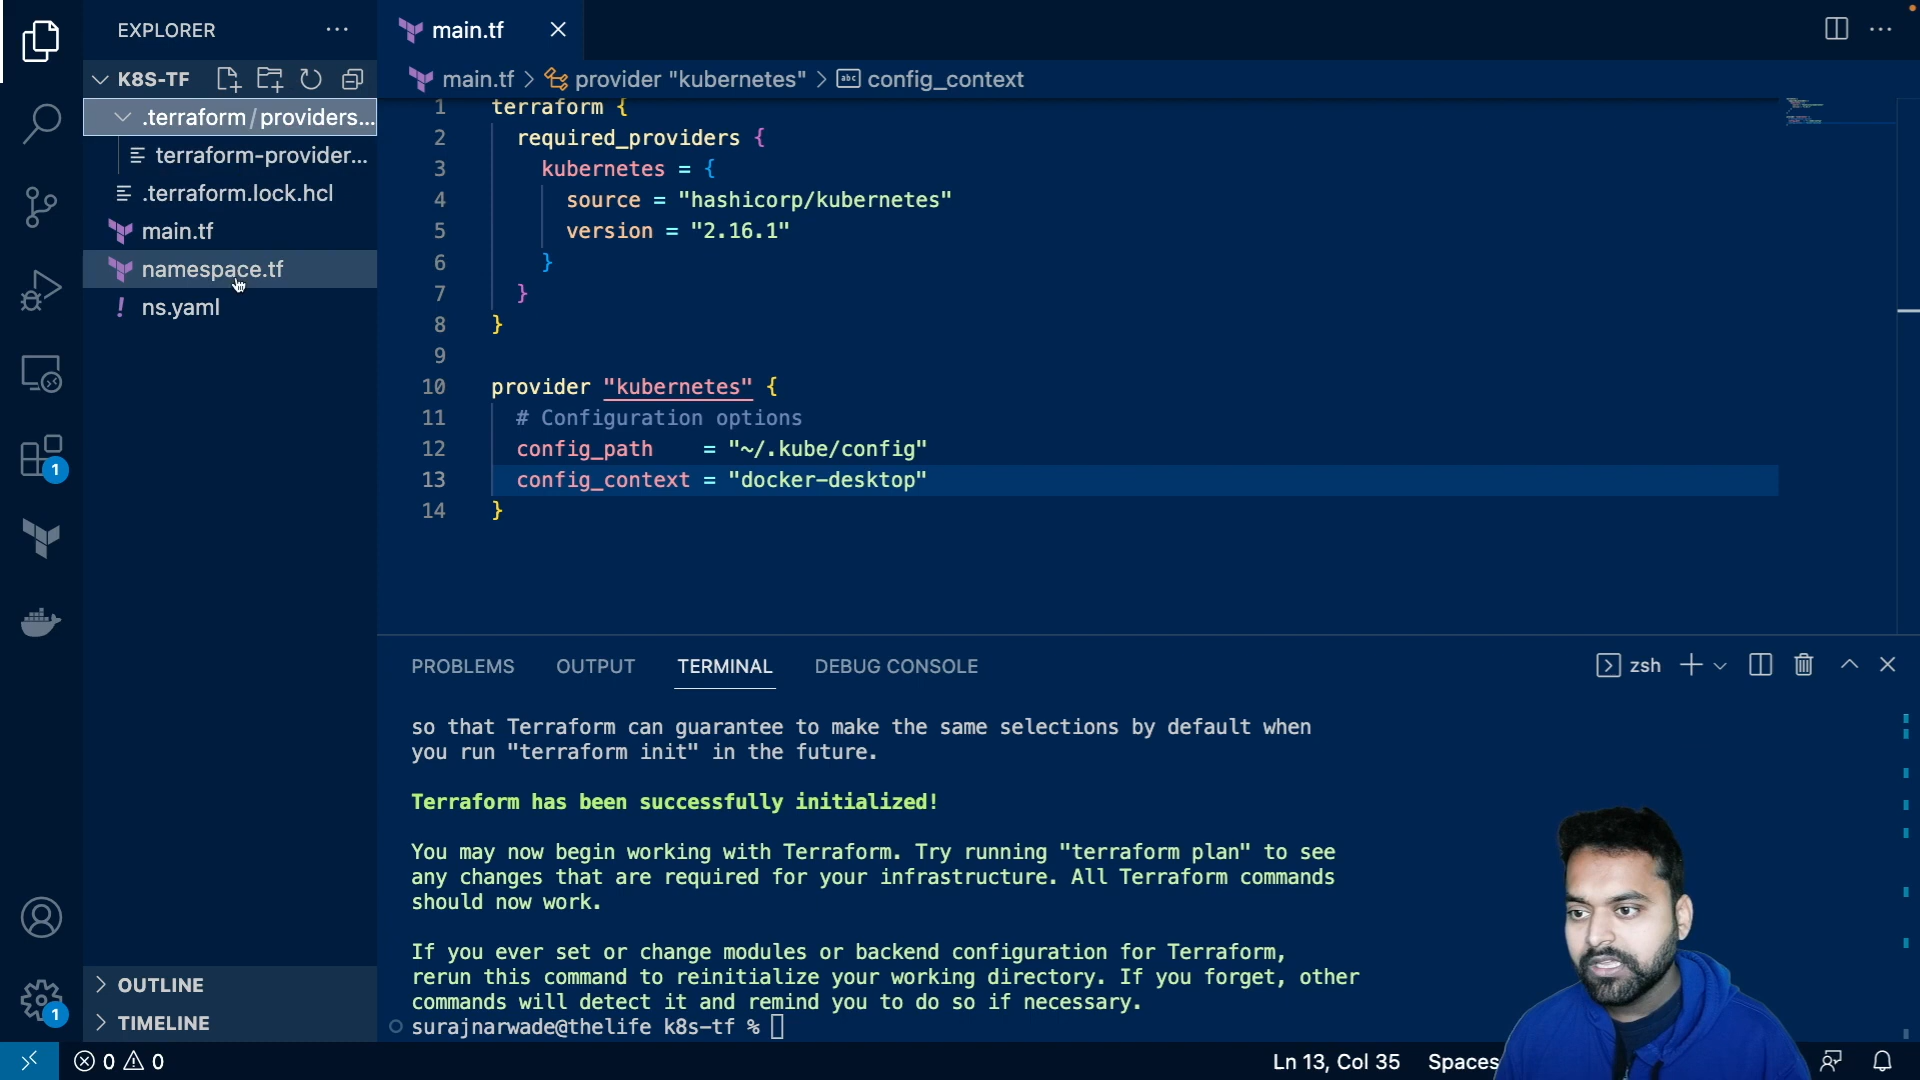 EXPLORER
K8S-TF
.terraform / providers...
terraform-provider...
.terraform.lock.hcl
main.tf
namespace.tf
ns.yaml
OUTLINE
TIMELINE
main.tf
main.tf > provider "kubernetes" > abc config_context
1 terraform {
2 required_providers {
3 kubernetes = {
4 source = "hashicorp/kubernetes"
5 version = "2.16.1"
6 }
7 }
8 }
9
10 provider "kubernetes" {
11 # Configuration options
12 config_path = "~/.kube/config"
13 config_context = "docker-desktop"
14 }
PROBLEMS OUTPUT TERMINAL DEBUG CONSOLE
zsh
so that Terraform can guarantee to make the same selections by default when
you run "terraform init" in the future.
Terraform has been successfully initialized!
You may now begin working with Terraform. Try running "terraform plan" to see
any changes that are required for your infrastructure. All Terraform commands
should now work.
If you ever set or change modules or backend configuration for Terraform,
rerun this command to reinitialize your working directory. If you forget, other
commands will detect it and remind you to do so if necessary.
surajnarwade@thelife k8s-tf %
1
1
0 0
Ln 13, Col 35 Spaces